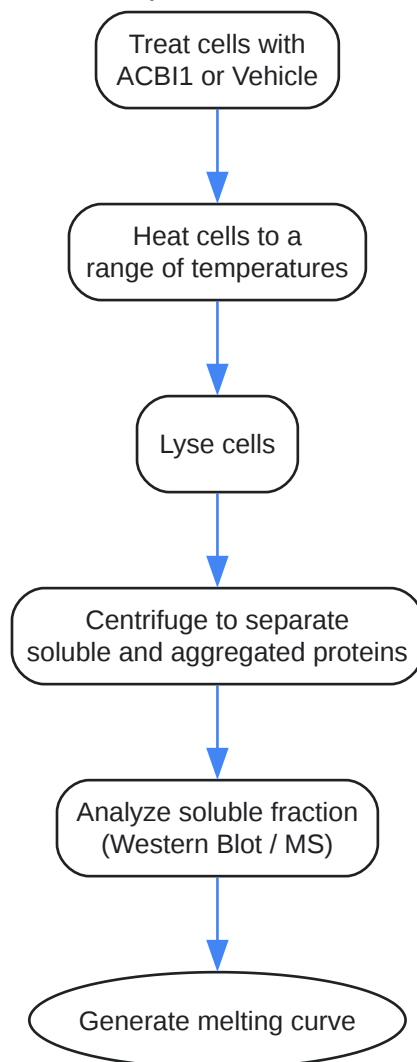 Treat cells with
ACBI1 or Vehicle
Heat cells to a
range of temperatures
Lyse cells
Centrifuge to separate
soluble and aggregated proteins
Analyze soluble fraction
(Western Blot / MS)
Generate melting curve